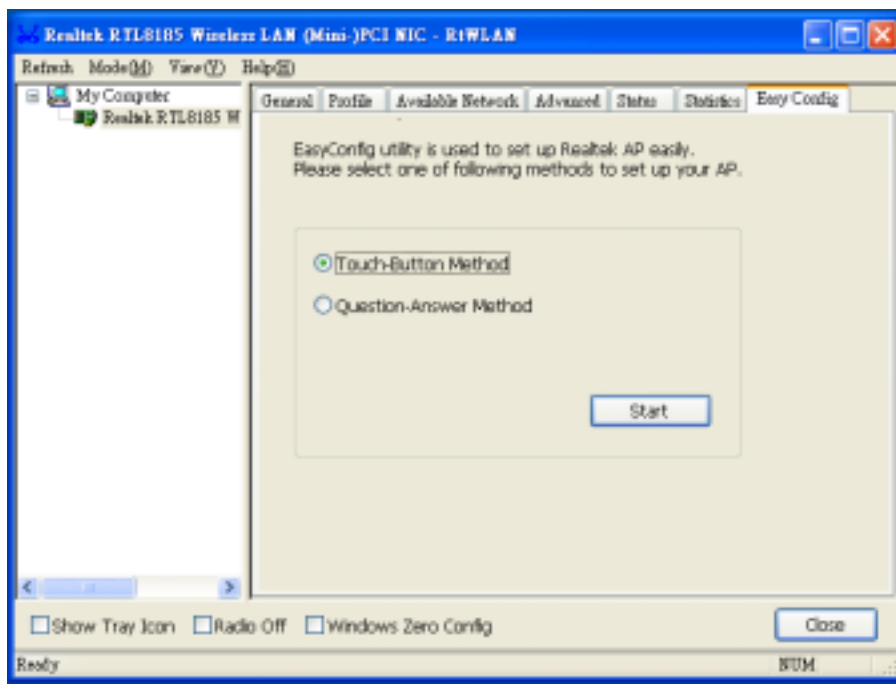 Realtek RTL8185 Wireless LAN (Mini-)PCI NIC - RtWLAN
Refresh Mode(M) View(V) Help(H)
My Computer
Realtek RTL8185 W
General Profile Available Network Advanced Status Statistics Easy Config
EasyConfig utility is used to set up Realtek AP easily.
Please select one of following methods to set up your AP.
Touch-Button Method
Question-Answer Method
Start
Show Tray Icon Radio Off Windows Zero Config Close
Ready NUM